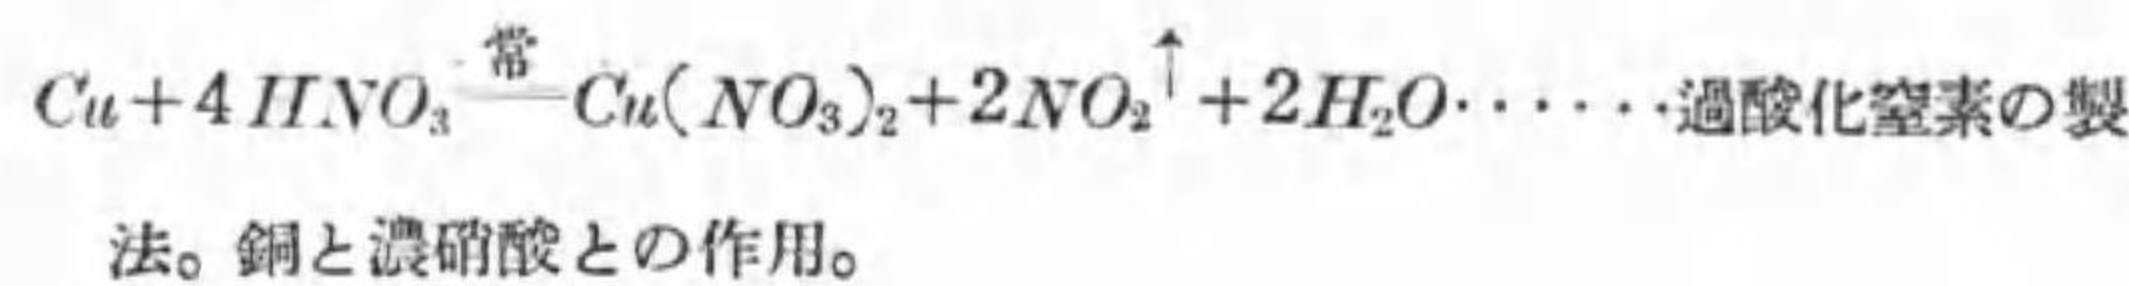 Cu+4HNO₃ 常= Cu(NO₃)₂+2NO₂↑+2H₂O······過酸化窒素の製
法。銅と濃硝酸との作用。